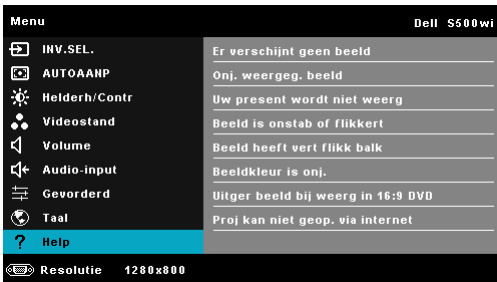 Menu Dell S500wi
INV.SEL.
AUTOAANP
Helderh/Contr
Videostand
Volume
Audio-input
Gevorderd
Taal
Help
Er verschijnt geen beeld
Onj. weergeg. beeld
Uw present wordt niet weerg
Beeld is onstab of flikkert
Beeld heeft vert flikk balk
Beeldkleur is onj.
Uitger beeld bij weerg in 16:9 DVD
Proj kan niet geop. via internet
Resolutie 1280x800